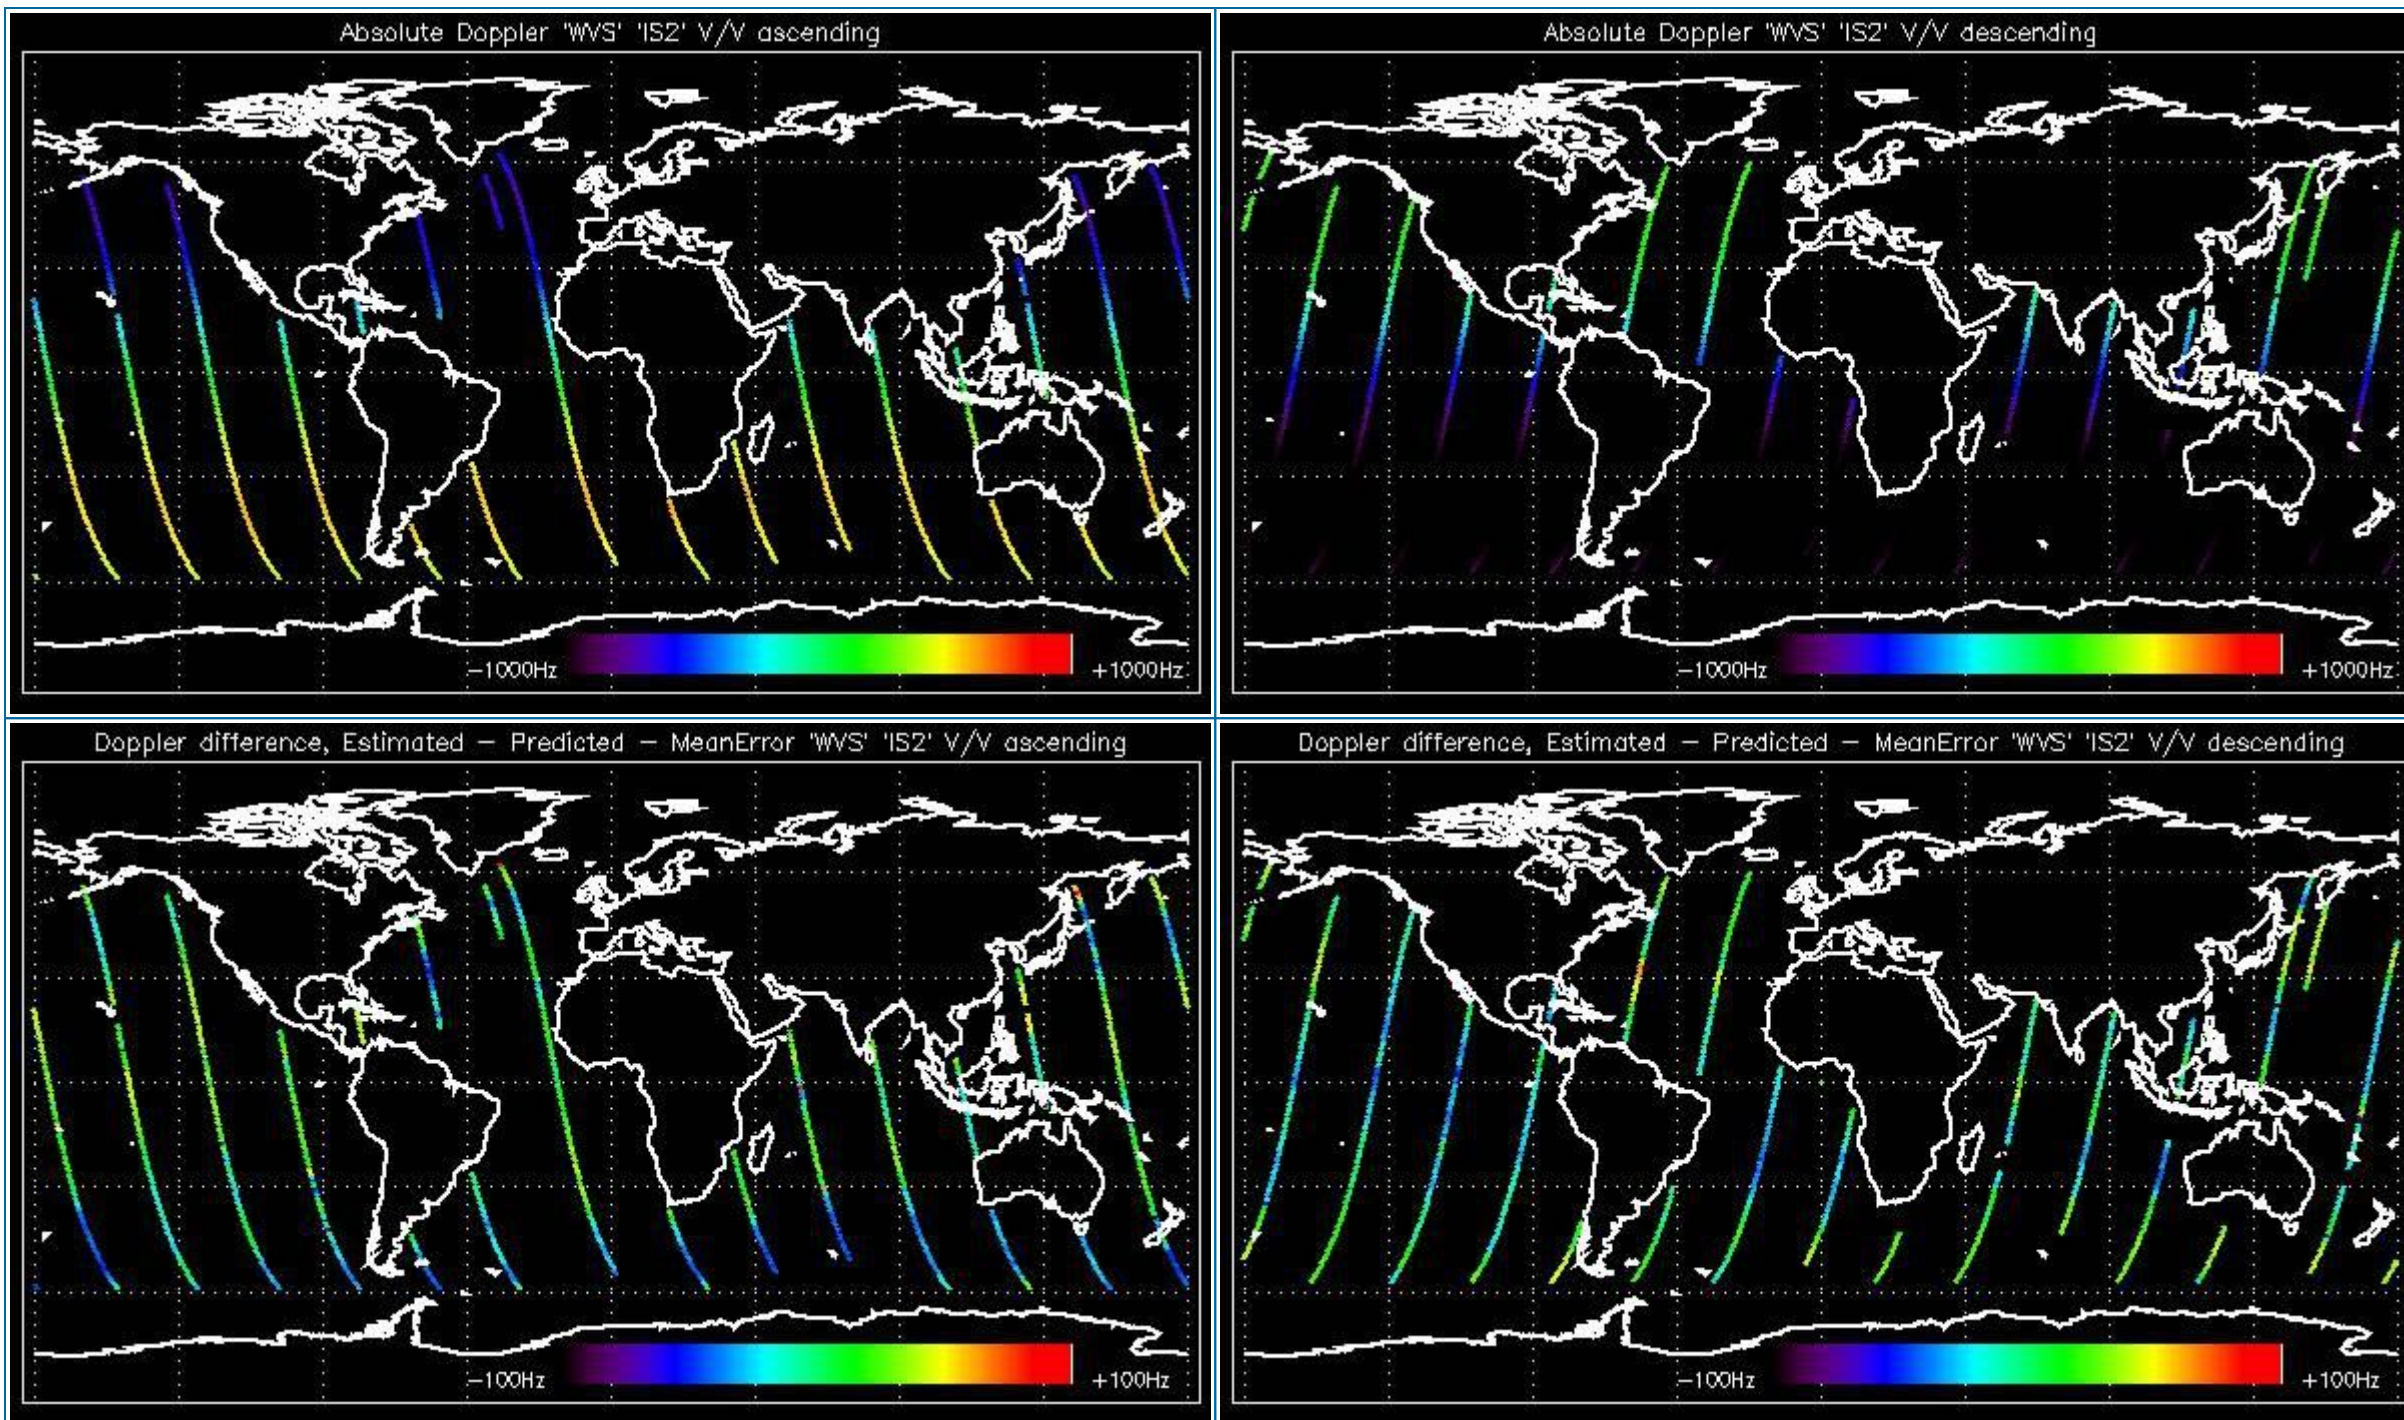 Absolute Doppler 'WVS' 'IS2' V/V ascending
-1000Hz
+1000Hz
Absolute Doppler 'WVS' 'IS2' V/V descending
-1000Hz
+1000Hz
Doppler difference, Estimated - Predicted - MeanError 'WVS' 'IS2' V/V ascending
-100Hz
+100Hz
Doppler difference, Estimated - Predicted - MeanError 'WVS' 'IS2' V/V descending
-100Hz
+100Hz